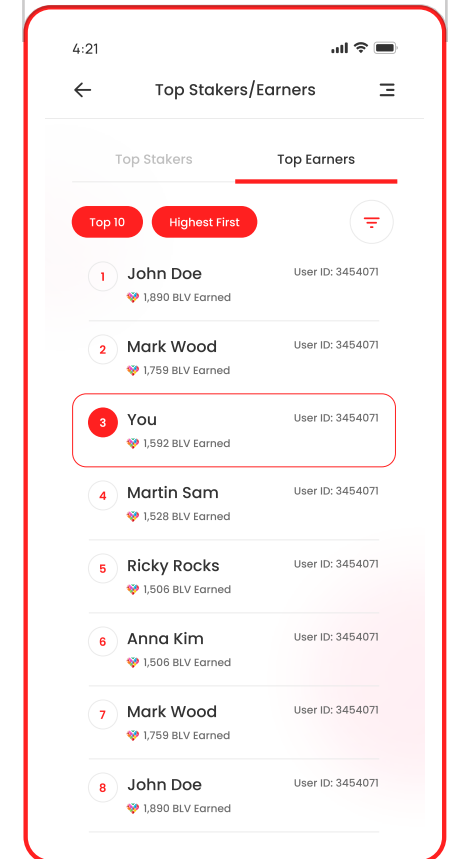 4:21
Top Stakers/Earners
Top Stakers
Top Earners
Top 10
Highest First
1
John Doe
User ID: 3454071
1,890 BLV Earned
2
Mark Wood
User ID: 3454071
1,759 BLV Earned
3
You
User ID: 3454071
1,592 BLV Earned
4
Martin Sam
User ID: 3454071
1,528 BLV Earned
5
Ricky Rocks
User ID: 3454071
1,506 BLV Earned
6
Anna Kim
User ID: 3454071
1,506 BLV Earned
7
Mark Wood
User ID: 3454071
1,759 BLV Earned
8
John Doe
User ID: 3454071
1,890 BLV Earned